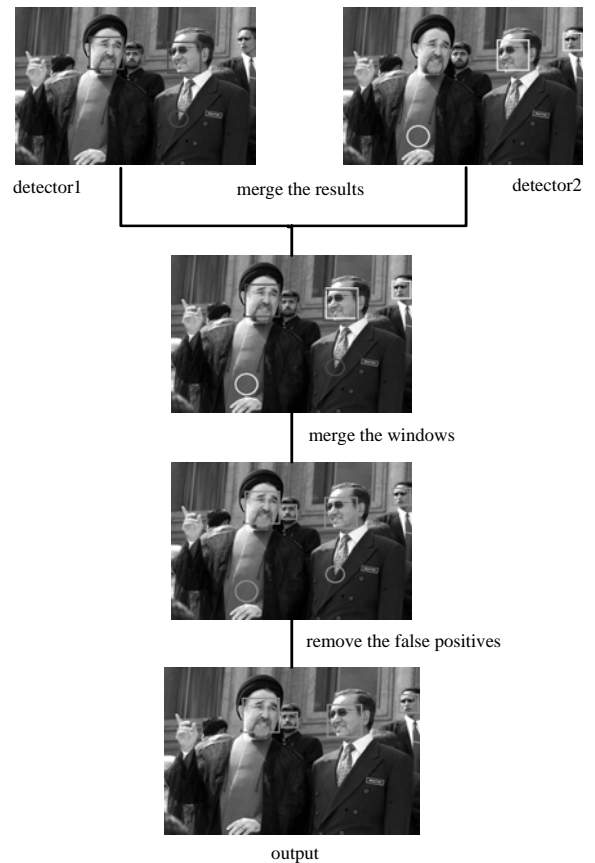 detector1
merge the results
detector2
merge the windows
remove the false positives
output